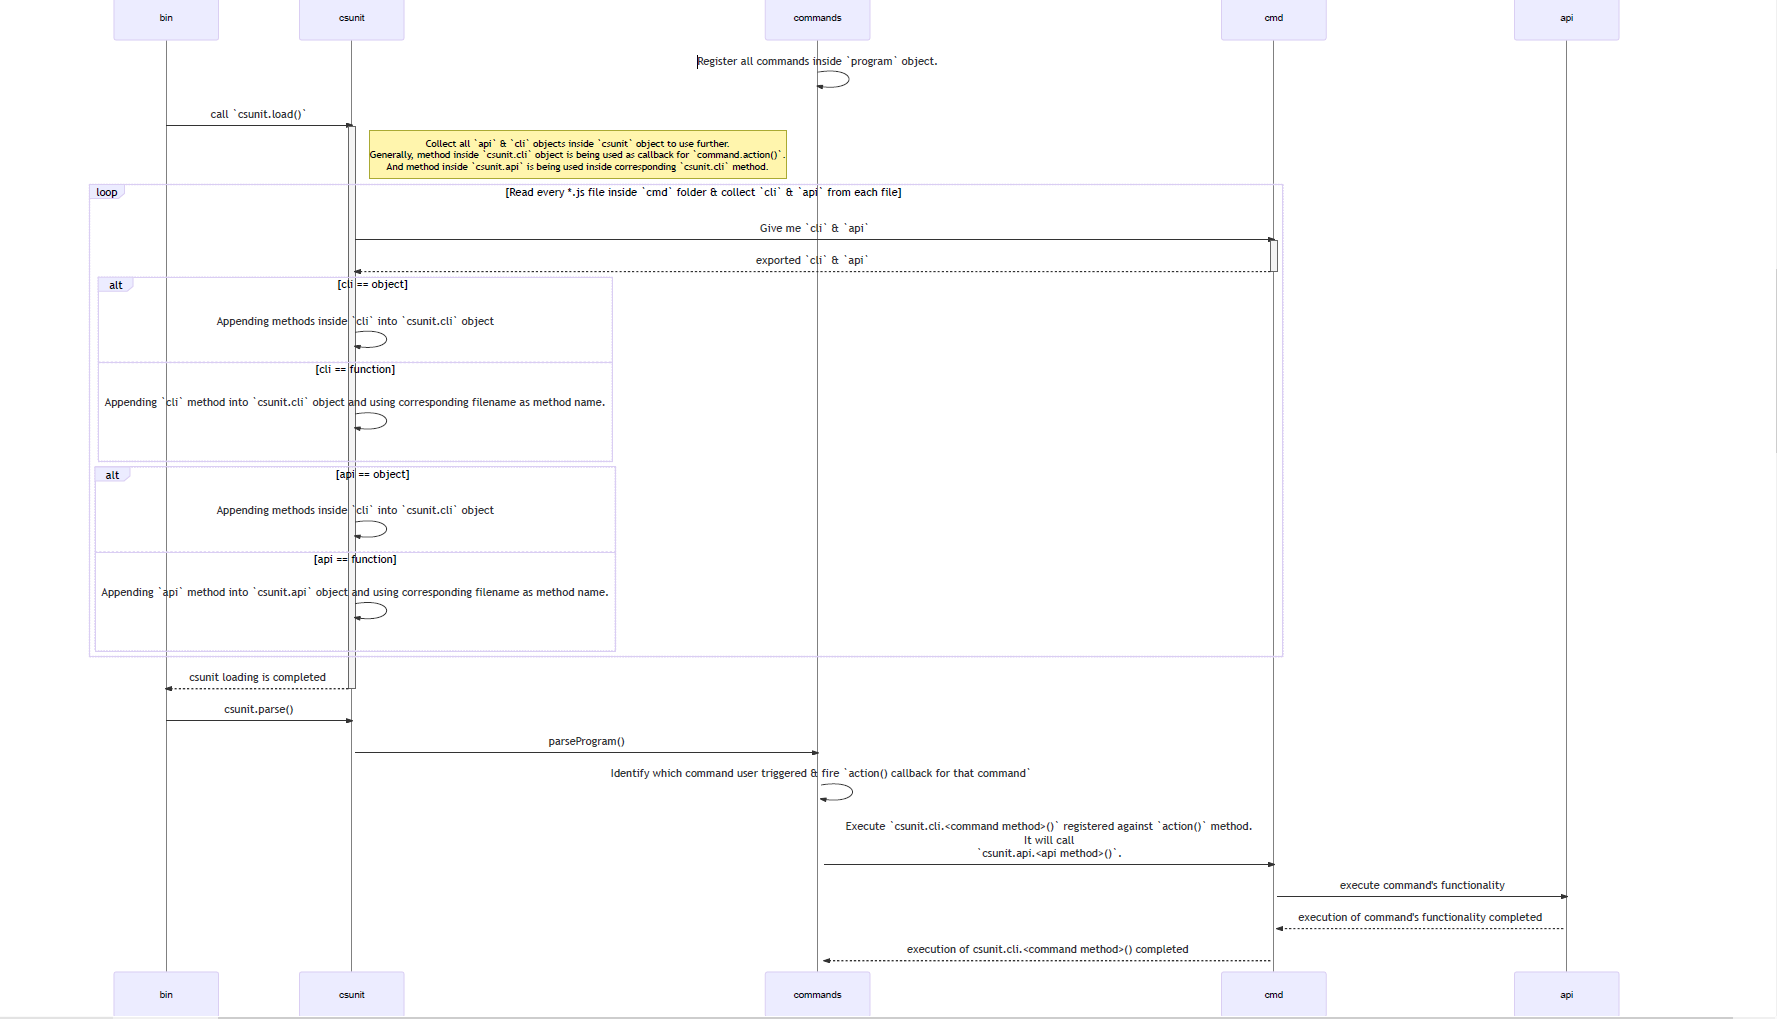 bin
csunit
commands
cmd
api
Register all commands inside `program` object.
call `csunit.load()`
Collect all `api` & `cli` objects inside `csunit` object to use further.
Generally, method inside `csunit.cli` object is being used as callback for `command.action()`.
And method inside `csunit.api` is being used inside corresponding `csunit.cli` method.
loop
[Read every *.js file inside `cmd` folder & collect `cli` & `api` from each file]
Give me `cli` & `api`
exported `cli` & `api`
alt
[cli == object]
Appending methods inside `cli` into `csunit.cli` object
[cli == function]
Appending `cli` method into `csunit.cli` object and using corresponding filename as method name.
alt
[api == object]
Appending methods inside `cli` into `csunit.cli` object
[api == function]
Appending `api` method into `csunit.api` object and using corresponding filename as method name.
csunit loading is completed
csunit.parse()
parseProgram()
Identify which command user triggered & fire `action() callback for that command`
Execute `csunit.cli.<command method>()` registered against `action()` method.
It will call
`csunit.api.<api method>()`.
execute command's functionality
execution of command's functionality completed
execution of csunit.cli.<command method>() completed
bin
csunit
commands
cmd
api